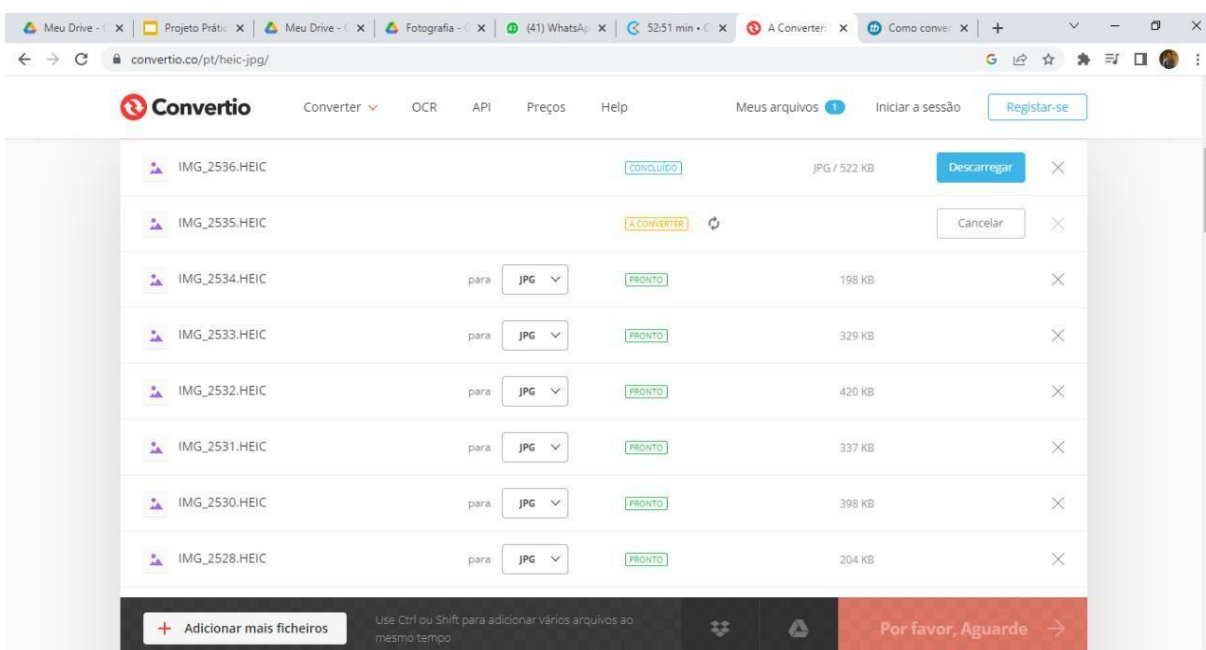 Meu Drive - G
Projeto Prátic
Meu Drive - G
Fotografia - G
(41) WhatsAp
52:51 min • C
A Converter:
Como conver
convertio.co/pt/heic-jpg/
Convertio
Converter
OCR
API
Preços
Help
Meus arquivos 1
Iniciar a sessão
Registar-se
IMG_2536.HEIC CONCLUÍDO JPG / 522 KB Descarregar
IMG_2535.HEIC A CONVERTER Cancelar
IMG_2534.HEIC para JPG PRONTO 198 KB
IMG_2533.HEIC para JPG PRONTO 329 KB
IMG_2532.HEIC para JPG PRONTO 420 KB
IMG_2531.HEIC para JPG PRONTO 337 KB
IMG_2530.HEIC para JPG PRONTO 398 KB
IMG_2528.HEIC para JPG PRONTO 204 KB
Adicionar mais ficheiros
Use Ctrl ou Shift para adicionar vários arquivos ao
mesmo tempo
Por favor, Aguarde